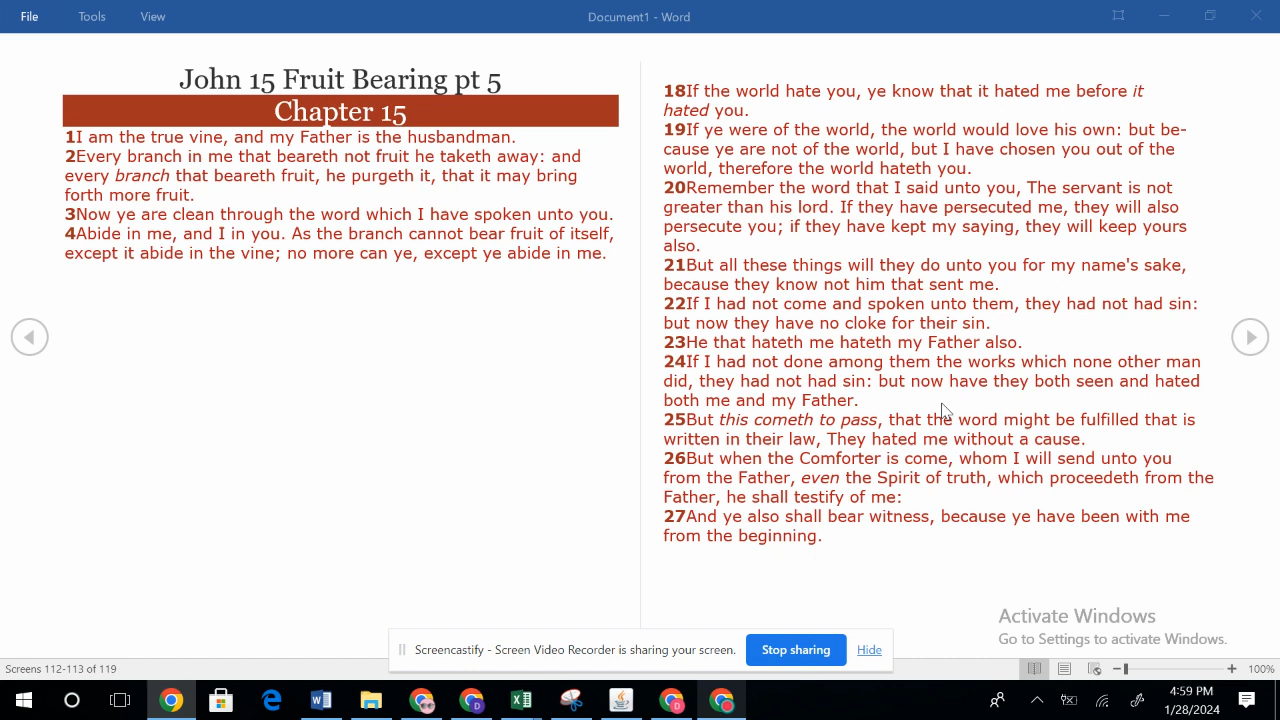 File Tools View Document1 - Word
John 15 Fruit Bearing pt 5
Chapter 15
1I am the true vine, and my Father is the husbandman.
2Every branch in me that beareth not fruit he taketh away: and
every branch that beareth fruit, he purgeth it, that it may bring
forth more fruit.
3Now ye are clean through the word which I have spoken unto you.
4Abide in me, and I in you. As the branch cannot bear fruit of itself,
except it abide in the vine; no more can ye, except ye abide in me.
18If the world hate you, ye know that it hated me before it
hated you.
19If ye were of the world, the world would love his own: but be-
cause ye are not of the world, but I have chosen you out of the
world, therefore the world hateth you.
20Remember the word that I said unto you, The servant is not
greater than his lord. If they have persecuted me, they will also
persecute you; if they have kept my saying, they will keep yours
also.
21But all these things will they do unto you for my name's sake,
because they know not him that sent me.
22If I had not come and spoken unto them, they had not had sin:
but now they have no cloke for their sin.
23He that hateth me hateth my Father also.
24If I had not done among them the works which none other man
did, they had not had sin: but now have they both seen and hated
both me and my Father.
25But this cometh to pass, that the word might be fulfilled that is
written in their law, They hated me without a cause.
26But when the Comforter is come, whom I will send unto you
from the Father, even the Spirit of truth, which proceedeth from the
Father, he shall testify of me:
27And ye also shall bear witness, because ye have been with me
from the beginning.
Activate Windows
Go to Settings to activate Windows.
Screencastify - Screen Video Recorder is sharing your screen. Stop sharing Hide
Screens 112-113 of 119 100%
4:59 PM
1/28/2024